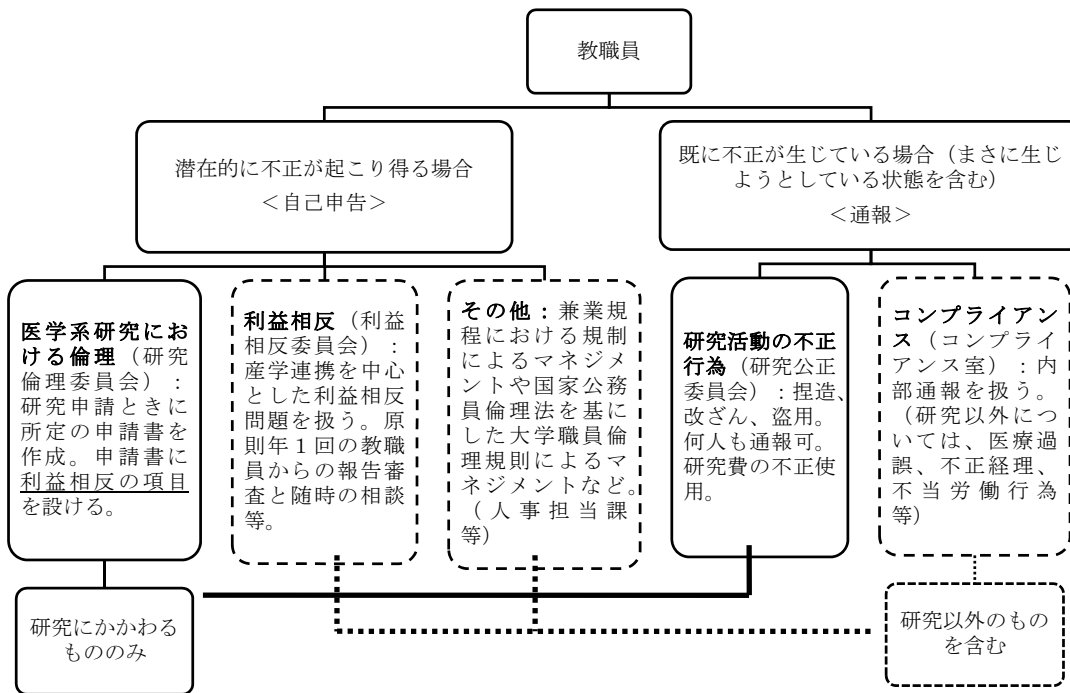 教職員
潜在的に不正が起こり得る場合
＜自己申告＞
既に不正が生じている場合（まさに生じ
ようとしている状態を含む）
＜通報＞
医学系研究にお
ける倫理（研究
倫理委員会）：
研究申請ときに
所定の申請書を
作成。申請書に
利益相反の項目
を設ける。
利益相反（利益
相反委員会）：
産学連携を中心
とした利益相反
問題を扱う。原
則年１回の教職
員からの報告審
査と随時の相談
等。
その他：兼業規
程における規制
によるマネジメ
ントや国家公務
員倫理法を基に
した大学職員倫
理規則によるマ
ネジメントなど。
（人事担当課
等）
研究活動の不正
行為（研究公正
委員会）：捏造、
改ざん、盗用。
何人も通報可。
研究費の不正使
用。
コンプライアン
ス（コンプライ
アンス室）：内
部通報を扱う。
（研究以外につ
いては、医療過
誤、不正経理、
不当労働行為
等）
研究にかかわる
もののみ
研究以外のもの
を含む